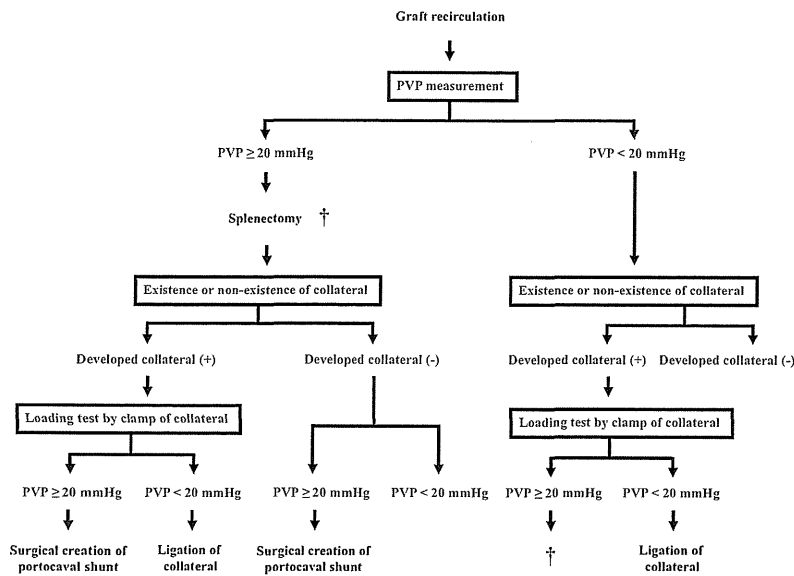 Graft recirculation
PVP measurement
PVP ≥ 20 mmHg
PVP < 20 mmHg
Splenectomy †
Existence or non-existence of collateral
Existence or non-existence of collateral
Developed collateral (+)
Developed collateral (-)
Developed collateral (+)
Developed collateral (-)
Loading test by clamp of collateral
Loading test by clamp of collateral
PVP ≥ 20 mmHg
PVP < 20 mmHg
PVP ≥ 20 mmHg
PVP < 20 mmHg
PVP ≥ 20 mmHg
PVP < 20 mmHg
Surgical creation of
portocaval shunt
Ligation of
collateral
Surgical creation of
portocaval shunt
†
Ligation of
collateral